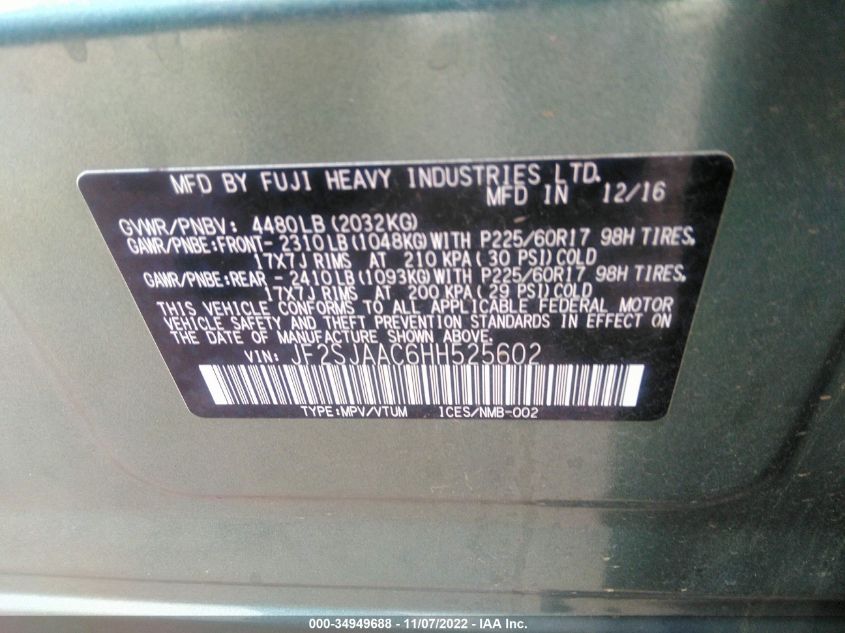 MFD BY FUJI HEAVY INDUSTRIES LTD.
MFD IN 12/16
GVWR/PNBV: 4480LB (2032KG)
GAWR/PNBE:FRONT- 2310LB (1048KG) WITH P225/60R17 98H TIRES.
17X7J RIMS AT 210 KPA ( 30 PSI) COLD
GAWR/PNBE:REAR - 2410LB (1093KG) WITH P225/60R17 98H TIRES.
17X7J RIMS AT 200 KPA ( 29 PSI) COLD.
THIS VEHICLE CONFORMS TO ALL APPLICABLE FEDERAL MOTOR
VEHICLE SAFETY AND THEFT PREVENTION STANDARDS IN EFFECT ON
THE DATE OF MANUFACTURE SHOWN ABOVE.
VIN: JF2SJAAC6HH525602
TYPE:MPV/VTUM 1CES/NMB-002
000-34949688 - 11/07/2022 - IAA Inc.